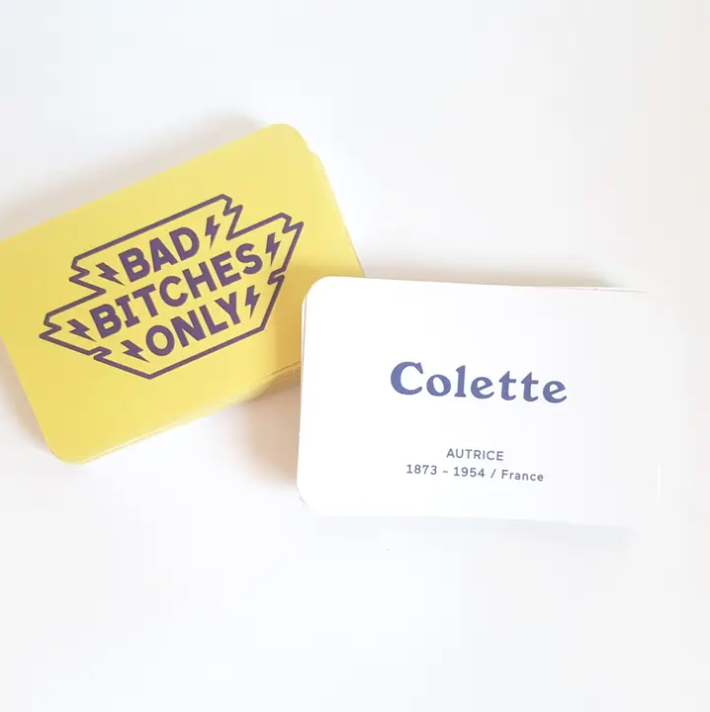 BAD
BITCHES
ONLY
Colette
AUTRICE
1873 - 1954 / France